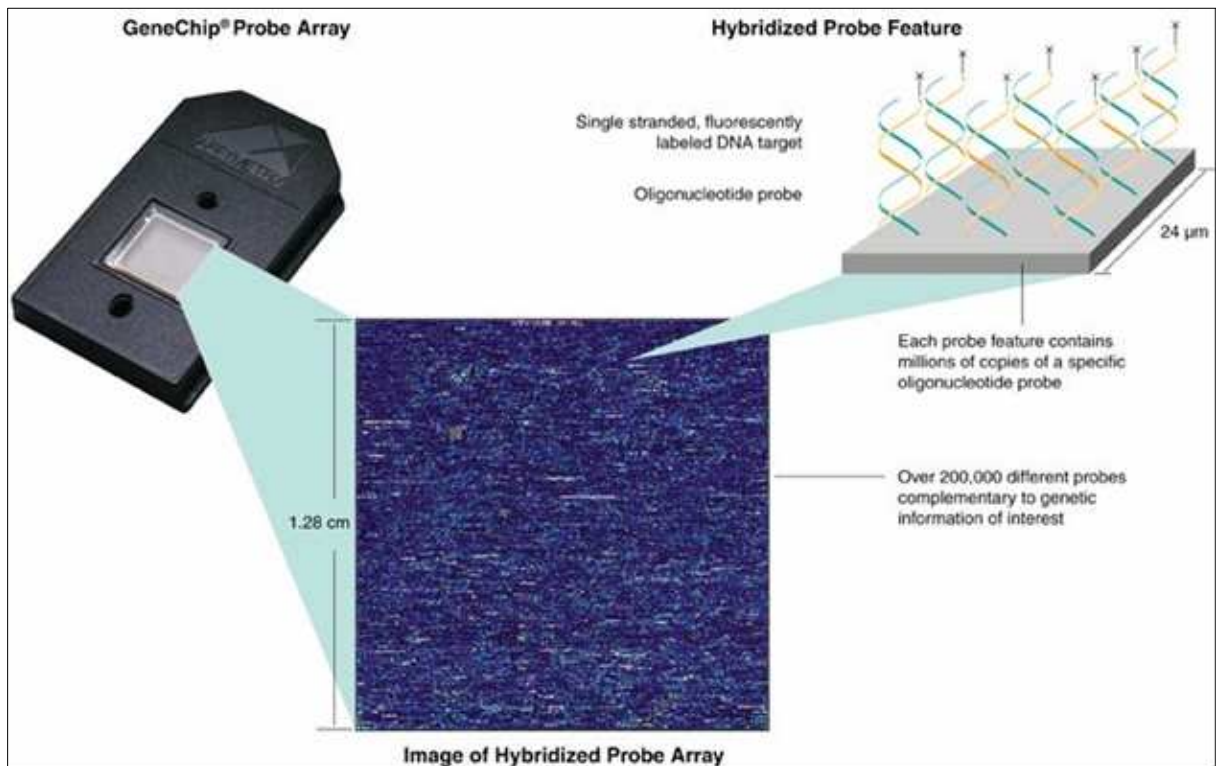 GeneChip® Probe Array
Hybridized Probe Feature
Single stranded, fluorescently
labeled DNA target
Oligonucleotide probe
24 µm
Each probe feature contains
millions of copies of a specific
oligonucleotide probe
Over 200,000 different probes
complementary to genetic
information of interest
1.28 cm
Image of Hybridized Probe Array
AFFYMETRIX